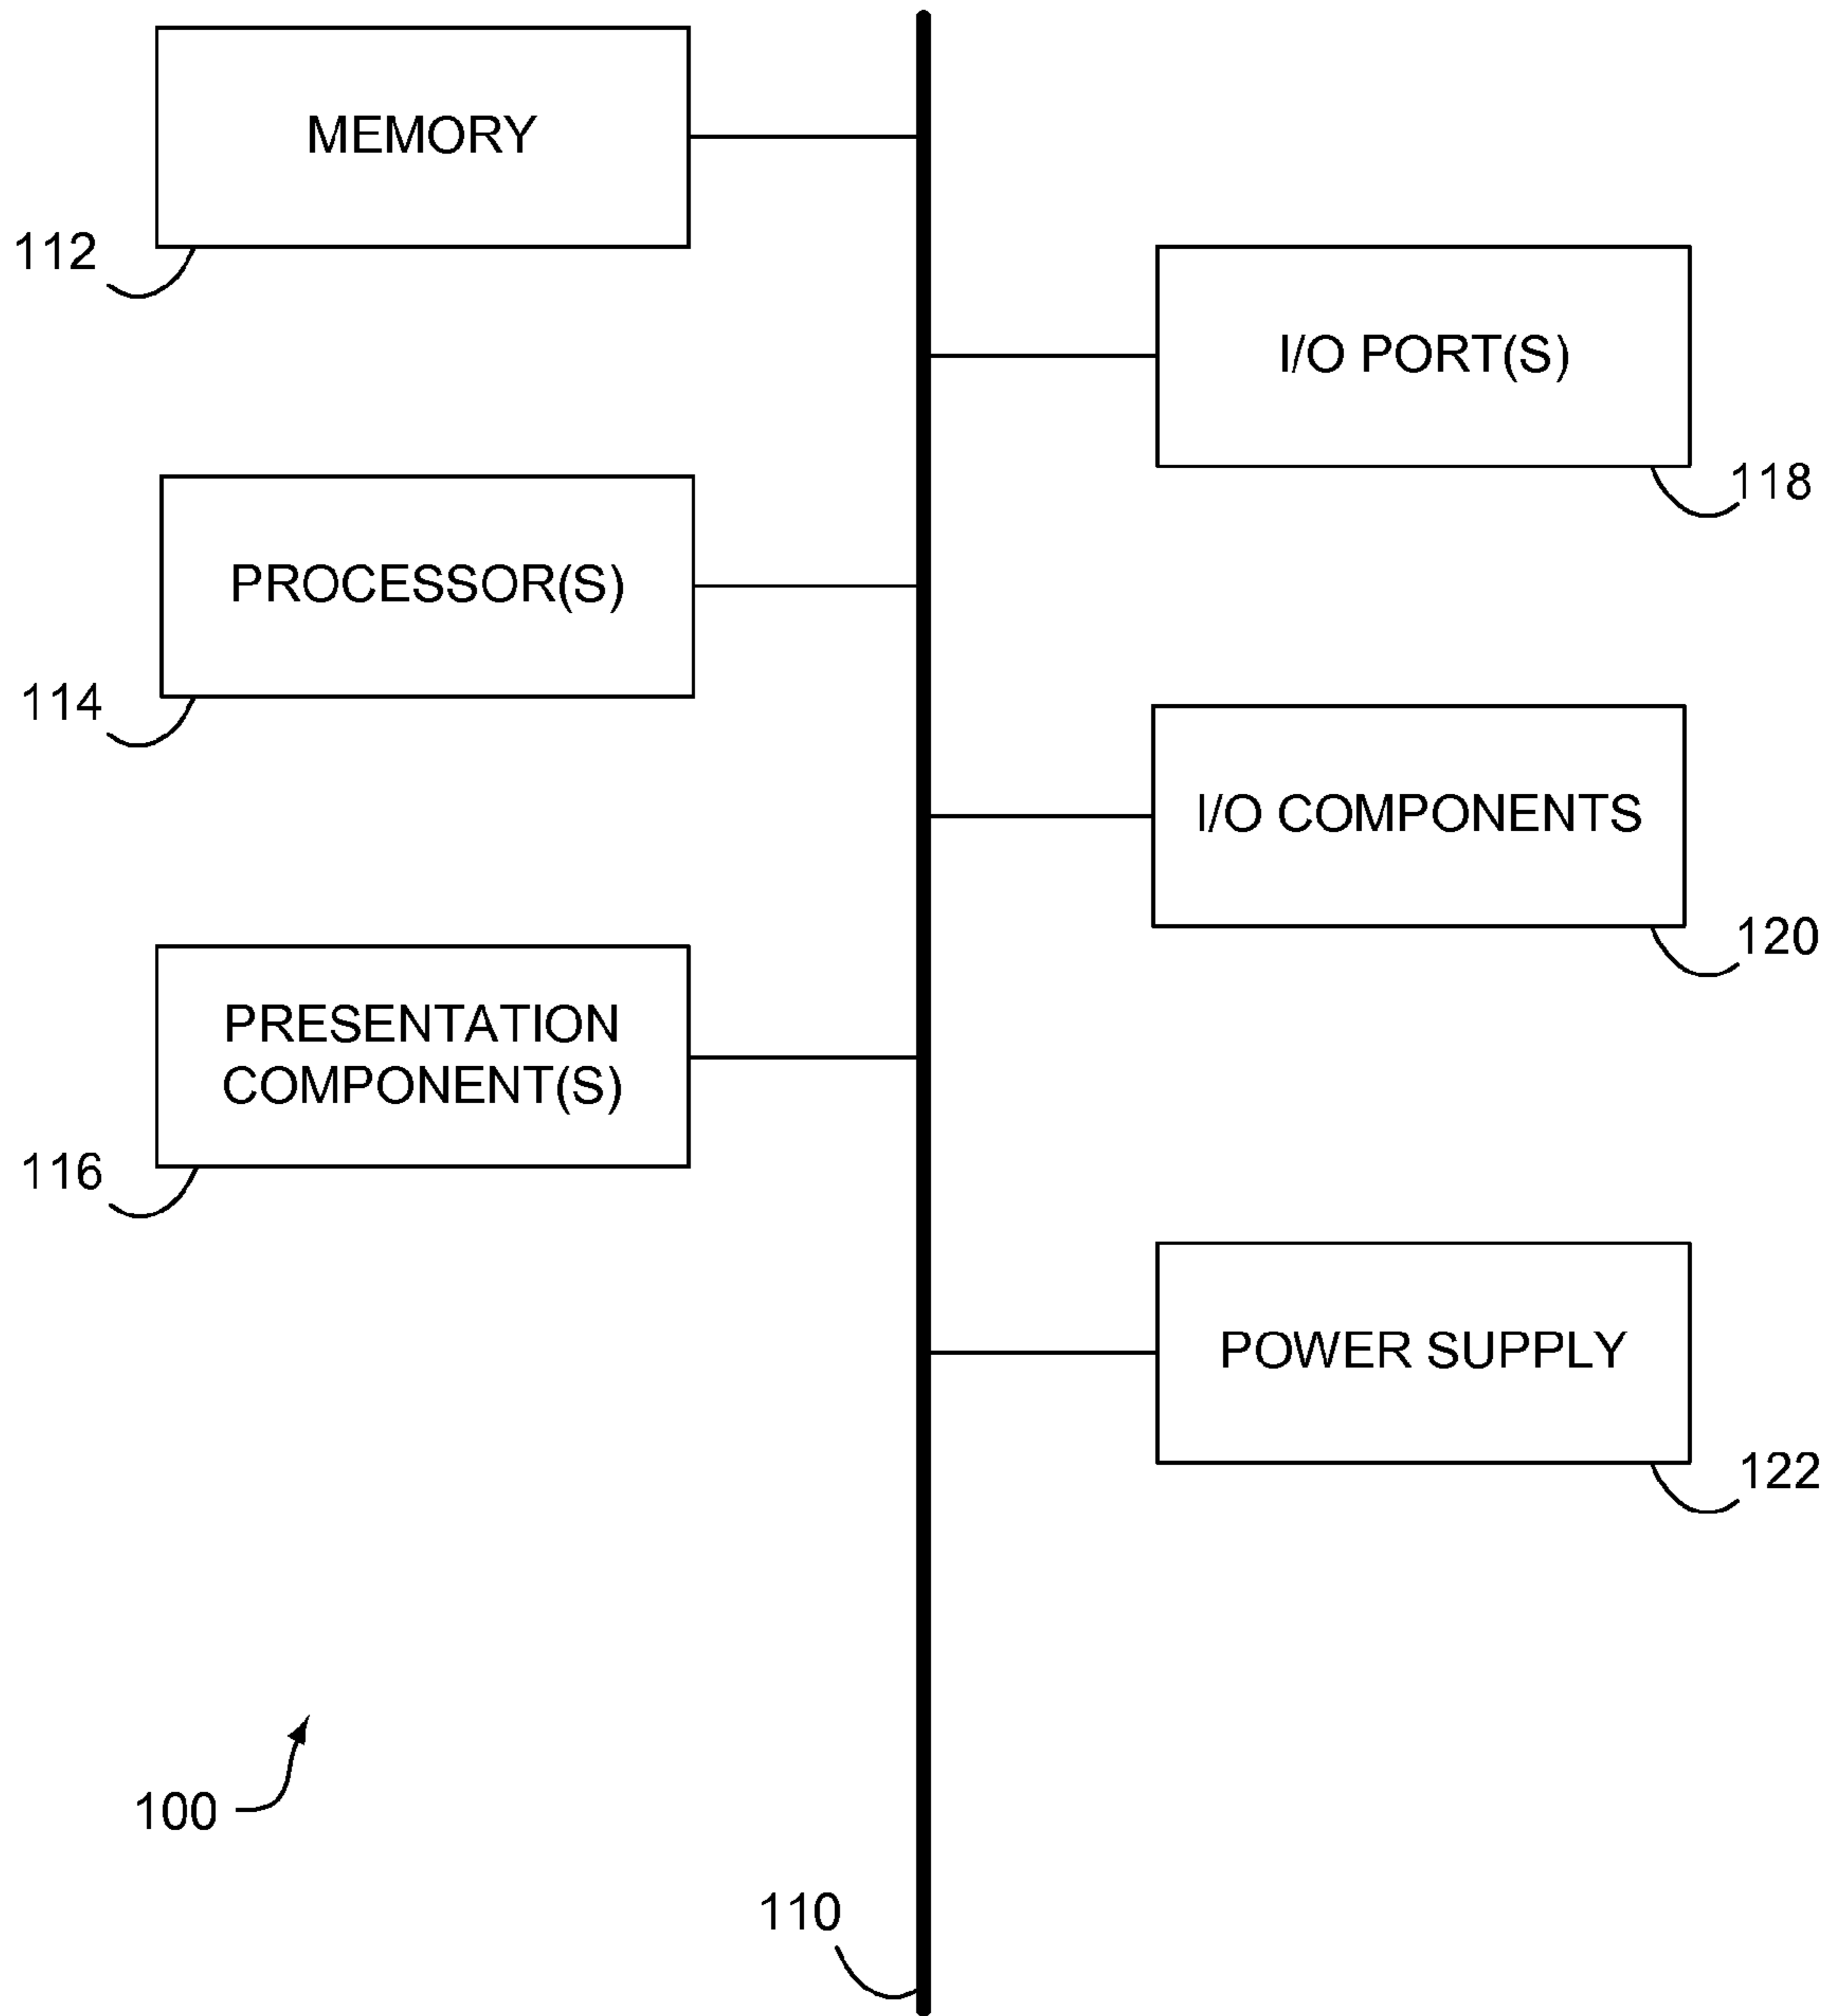 MEMORY
112
I/O PORT(S)
118
PROCESSOR(S)
114
I/O COMPONENTS
120
PRESENTATION
COMPONENT(S)
116
POWER SUPPLY
122
100
110